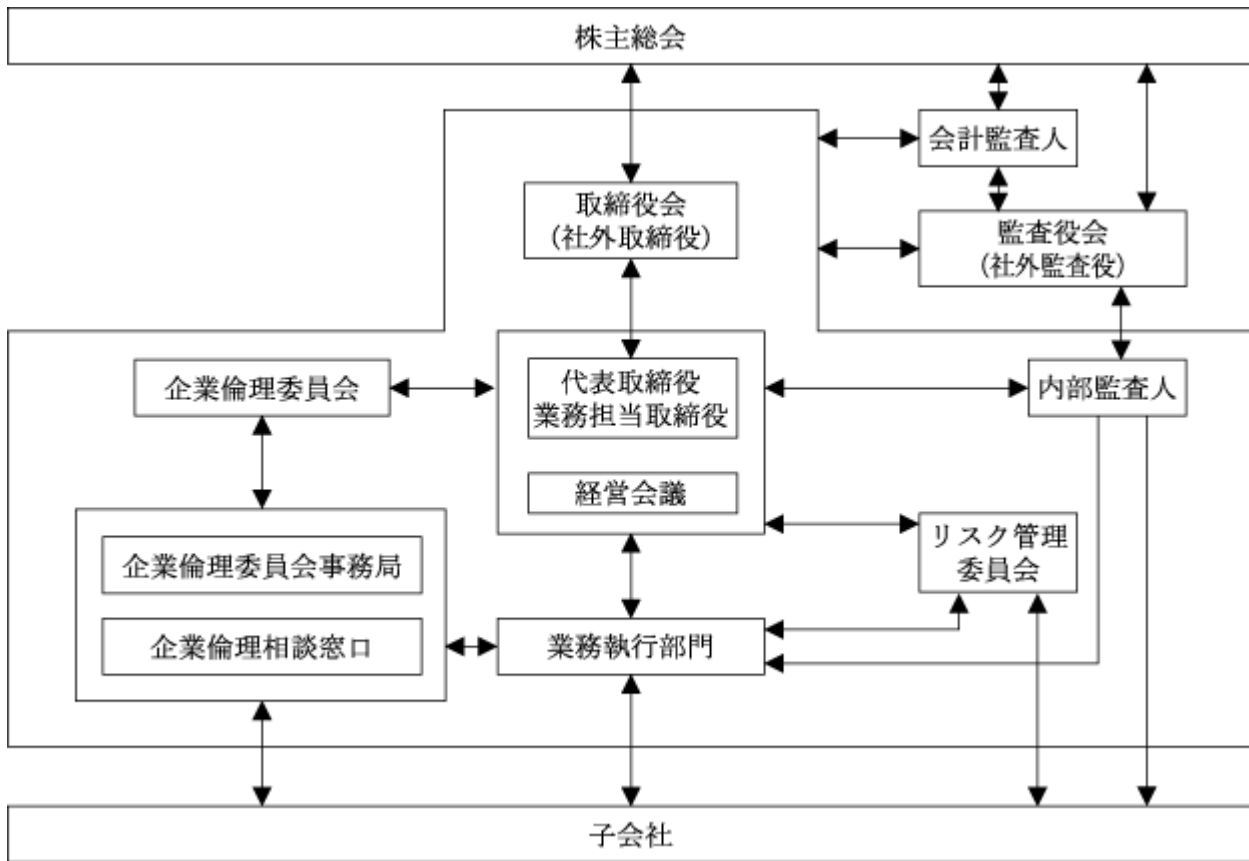 株主総会
会計監査人
取締役会
（社外取締役）
監査役会
（社外監査役）
企業倫理委員会
代表取締役
業務担当取締役
内部監査人
経営会議
リスク管理
委員会
企業倫理委員会事務局
企業倫理相談窓口
業務執行部門
子会社